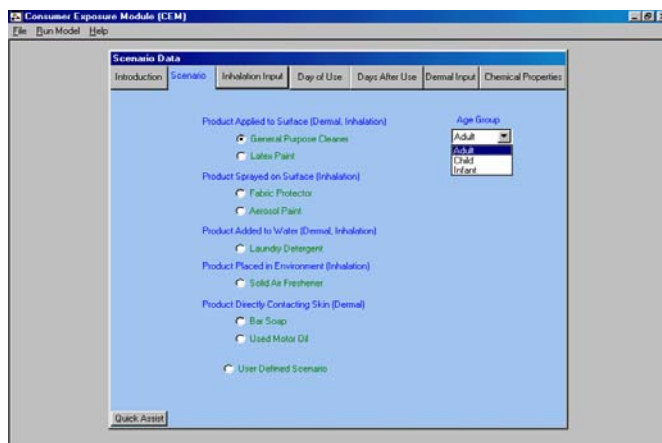 Consumer Exposure Module (CEM)
File Run Model Help
Scenario Data
Introduction Scenario Inhalation Input Day of Use Days After Use Dermal Input Chemical Properties
Product Applied to Surface (Dermal, Inhalation)
General Purpose Cleaner
Latex Paint
Product Sprayed on Surface (Inhalation)
Fabric Protector
Aerosol Paint
Product Added to Water (Dermal, Inhalation)
Laundry Detergent
Product Placed in Environment (Inhalation)
Solid Air Freshener
Product Directly Contacting Skin (Dermal)
Bar Soap
Used Motor Oil
User Defined Scenario
Age Group
Adult
Adult
Child
Infant
Quick Assist